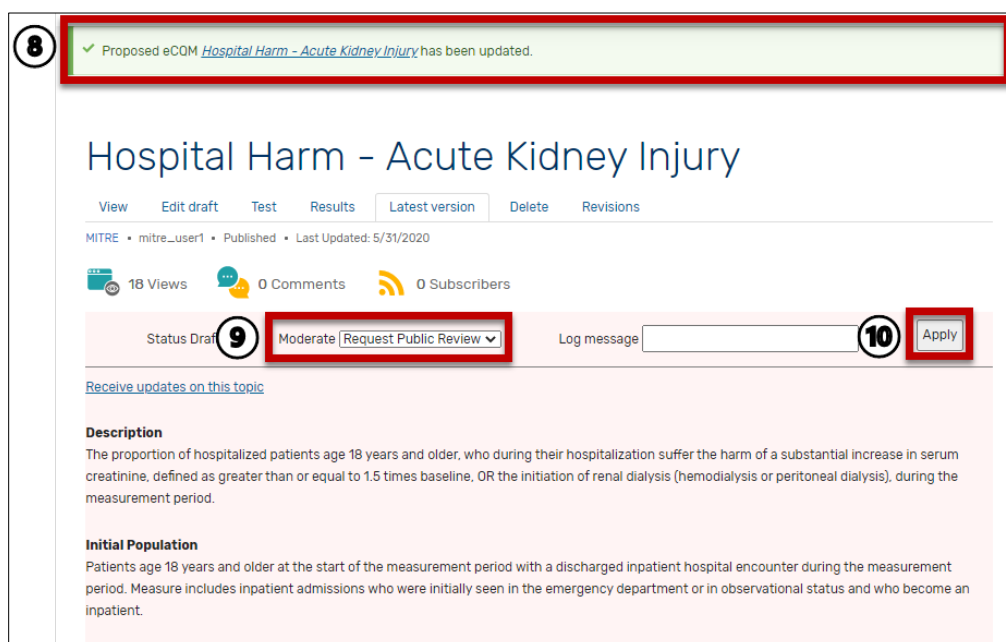 8
Proposed eCQM Hospital Harm - Acute Kidney Injury has been updated.
Hospital Harm - Acute Kidney Injury
View Edit draft Test Results Latest version Delete Revisions
MITRE • mitre_user1 • Published • Last Updated: 5/31/2020
18 Views 0 Comments 0 Subscribers
Status Draf 9 Moderate Request Public Review Log message 10 Apply
Receive updates on this topic
Description
The proportion of hospitalized patients age 18 years and older, who during their hospitalization suffer the harm of a substantial increase in serum
creatinine, defined as greater than or equal to 1.5 times baseline, OR the initiation of renal dialysis (hemodialysis or peritoneal dialysis), during the
measurement period.
Initial Population
Patients age 18 years and older at the start of the measurement period with a discharged inpatient hospital encounter during the measurement
period. Measure includes inpatient admissions who were initially seen in the emergency department or in observational status and who become an
inpatient.